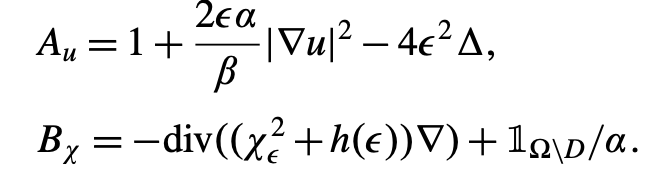 A_u = 1 + \frac{2\epsilon\alpha}{\beta}|\nabla u|^2 - 4\epsilon^2\Delta,
B_\chi = -\mathrm{div}((\chi_\epsilon^2 + h(\epsilon))\nabla) + \mathbb{1}_{\Omega\setminus D}/\alpha.